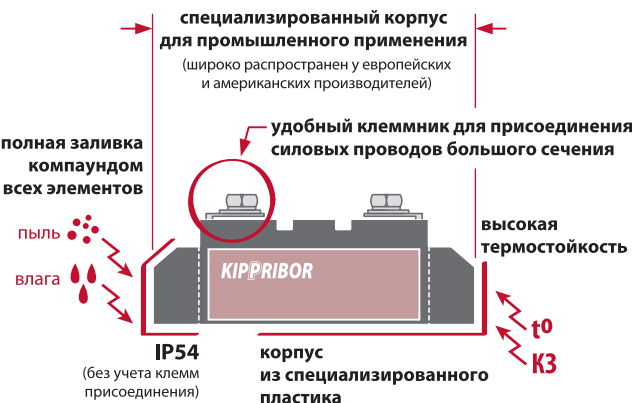 специализированный корпус
для промышленного применения
(широко распространен у европейских
и американских производителей)
удобный клеммник для присоединения
силовых проводов большого сечения
полная заливка
компаундом
всех элементов
пыль
влага
KIPPRIBOR
высокая
термостойкость
t°
КЗ
IP54
(без учета клемм
присоединения)
корпус
из специализированного
пластика